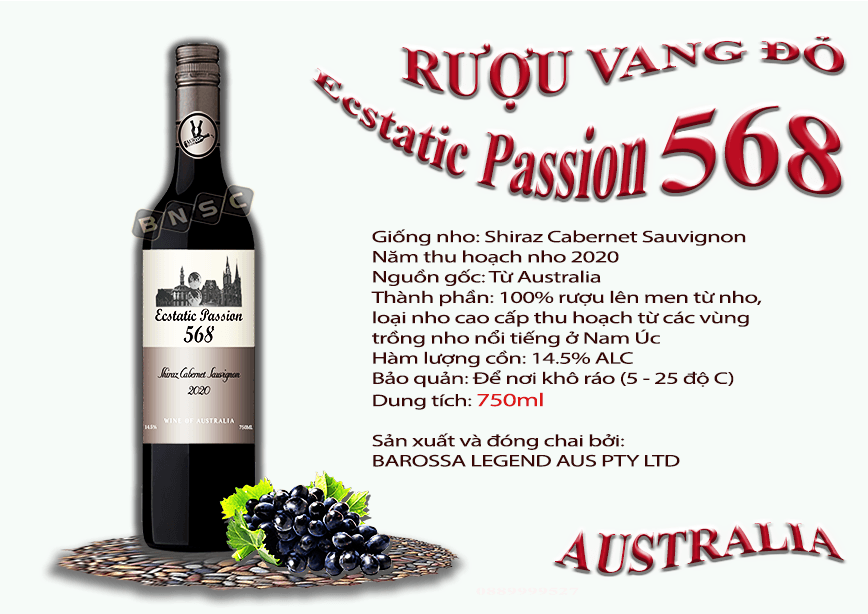 RƯỢU VANG ĐỎ
Ecstatic Passion 568
BNSC
Giống nho: Shiraz Cabernet Sauvignon
Năm thu hoạch nho 2020
Nguồn gốc: Từ Australia
Thành phần: 100% rượu lên men từ nho,
loại nho cao cấp thu hoạch từ các vùng
trồng nho nổi tiếng ở Nam Úc
Hàm lượng cồn: 14.5% ALC
Bảo quản: Để nơi khô ráo (5 - 25 độ C)
Dung tích: 750ml
Sản xuất và đóng chai bởi:
BAROSSA LEGEND AUS PTY LTD
Ecstatic Passion
568
Shiraz Cabernet Sauvignon
2020
WINE OF AUSTRALIA
14.5% 750ML
AUSTRALIA